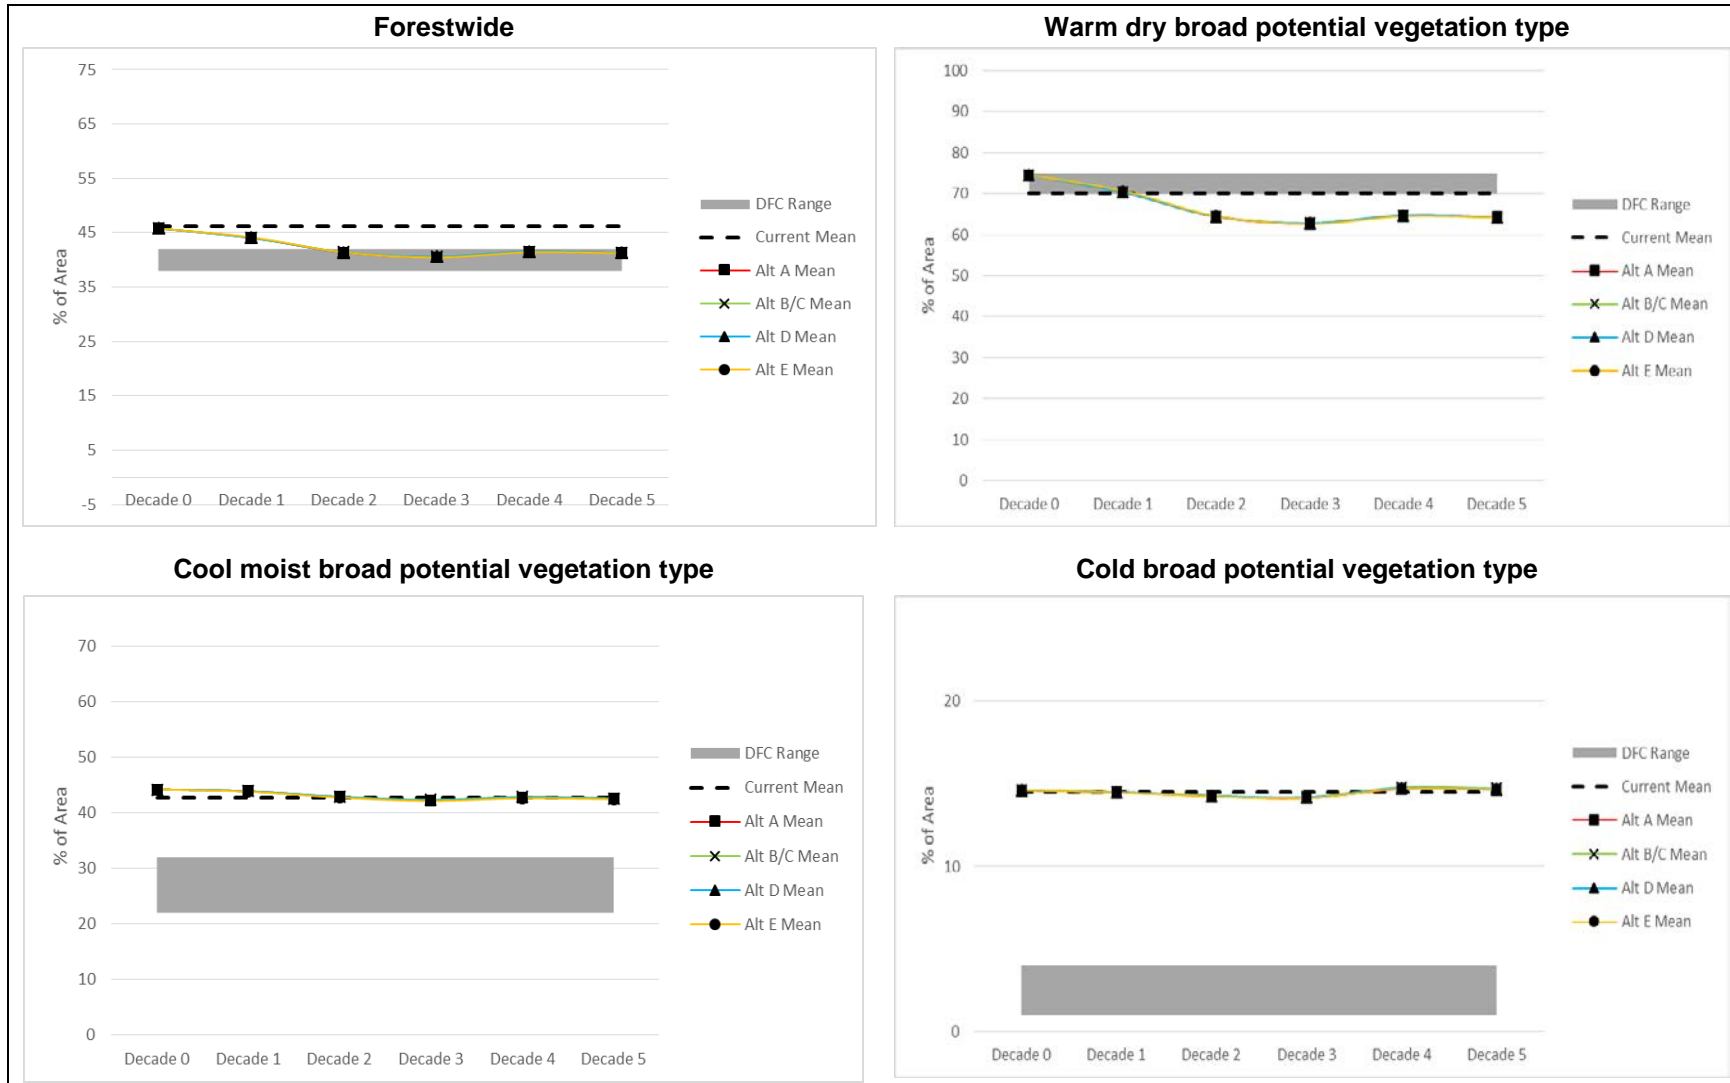 Forestwide
% of Area
75
65
55
45
35
25
15
5
-5
Decade 0 Decade 1 Decade 2 Decade 3 Decade 4 Decade 5
DFC Range
Current Mean
Alt A Mean
Alt B/C Mean
Alt D Mean
Alt E Mean
Warm dry broad potential vegetation type
% of Area
100
90
80
70
60
50
40
30
20
10
0
Decade 0 Decade 1 Decade 2 Decade 3 Decade 4 Decade 5
DFC Range
Current Mean
Alt A Mean
Alt B/C Mean
Alt D Mean
Alt E Mean
Cool moist broad potential vegetation type
% of Area
70
60
50
40
30
20
10
0
Decade 0 Decade 1 Decade 2 Decade 3 Decade 4 Decade 5
DFC Range
Current Mean
Alt A Mean
Alt B/C Mean
Alt D Mean
Alt E Mean
Cold broad potential vegetation type
% of Area
20
10
0
Decade 0 Decade 1 Decade 2 Decade 3 Decade 4 Decade 5
DFC Range
Current Mean
Alt A Mean
Alt B/C Mean
Alt D Mean
Alt E Mean